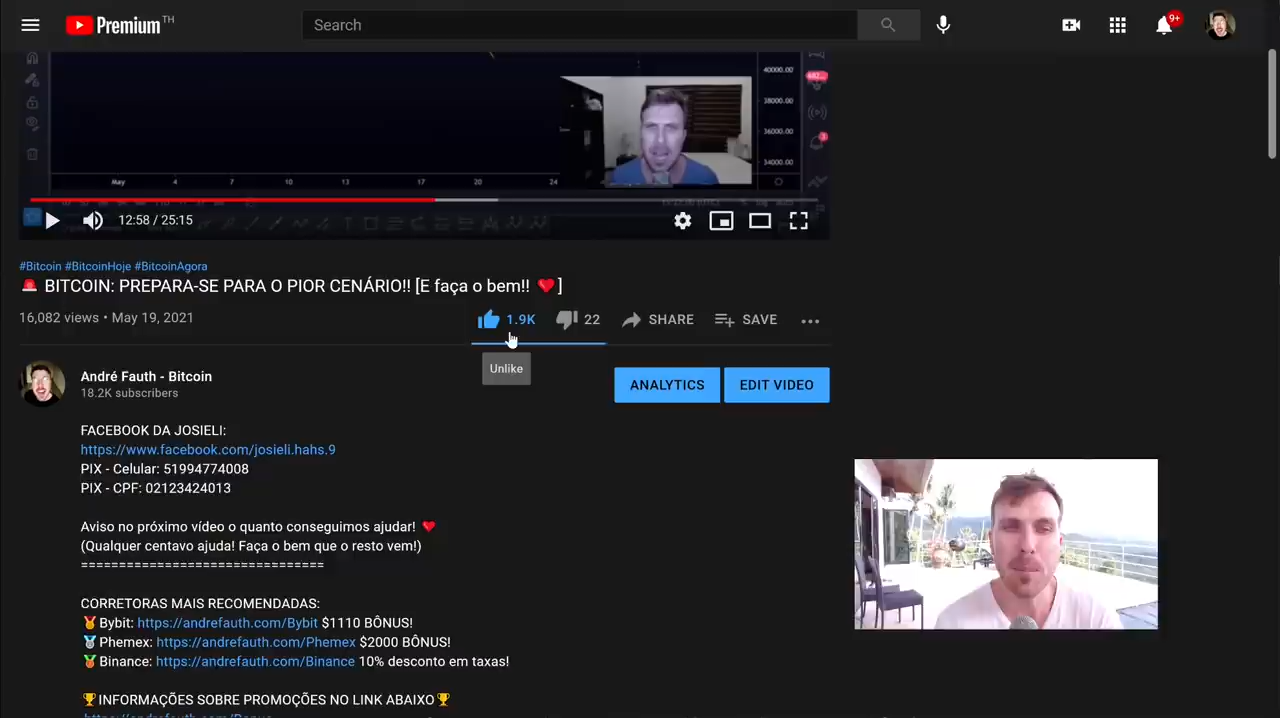 Premium TH
Search
9+
40000.00
38000.00
36000.00
34000.00
3
May 4 7 10 13 17 20 24
12:58 / 25:15
#Bitcoin #BitcoinHoje #BitcoinAgora
🚨 BITCOIN: PREPARA-SE PARA O PIOR CENÁRIO!! [E faça o bem!! ❤️]
16,082 views • May 19, 2021
1.9K 22 SHARE SAVE
Unlike
André Fauth - Bitcoin
18.2K subscribers
ANALYTICS EDIT VIDEO
FACEBOOK DA JOSIELI:
https://www.facebook.com/josieli.hahs.9
PIX - Celular: 51994774008
PIX - CPF: 02123424013
Aviso no próximo vídeo o quanto conseguimos ajudar! ❤️
(Qualquer centavo ajuda! Faça o bem que o resto vem!)
================================
CORRETORAS MAIS RECOMENDADAS:
🥇Bybit: https://andrefauth.com/Bybit $1110 BÔNUS!
🥈Phemex: https://andrefauth.com/Phemex $2000 BÔNUS!
🥉Binance: https://andrefauth.com/Binance 10% desconto em taxas!
🏆INFORMAÇÕES SOBRE PROMOÇÕES NO LINK ABAIXO🏆